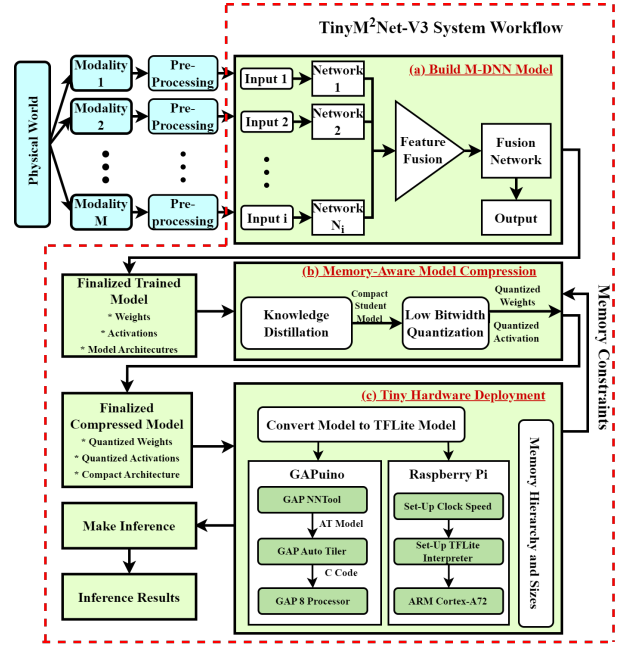 TinyM²Net-V3 System Workflow
Physical World
Modality
1
Pre-
Processing
Modality
2
Pre-
Processing
Modality
M
Pre-
processing
(a) Build M-DNN Model
Input 1
Network
1
Input 2
Network
2
Input i
Network
Nᵢ
Feature
Fusion
Fusion
Network
Output
Finalized Trained
Model
* Weights
* Activations
* Model Architecutres
(b) Memory-Aware Model Compression
Knowledge
Distillation
Compact
Student
Model
Low Bitwidth
Quantization
Quantized
Weights
Quantized
Activation
Memory Constraints
Finalized
Compressed Model
* Quantized Weights
* Quantized Activations
* Compact Architecture
(c) Tiny Hardware Deployment
Convert Model to TFLite Model
GAPuino
GAP NNTool
AT Model
GAP Auto Tiler
C Code
GAP 8 Processor
Raspberry Pi
Set-Up Clock Speed
Set-Up TFLite
Interpreter
ARM Cortex-A72
Memory Hierarchy and Sizes
Make Inference
Inference Results